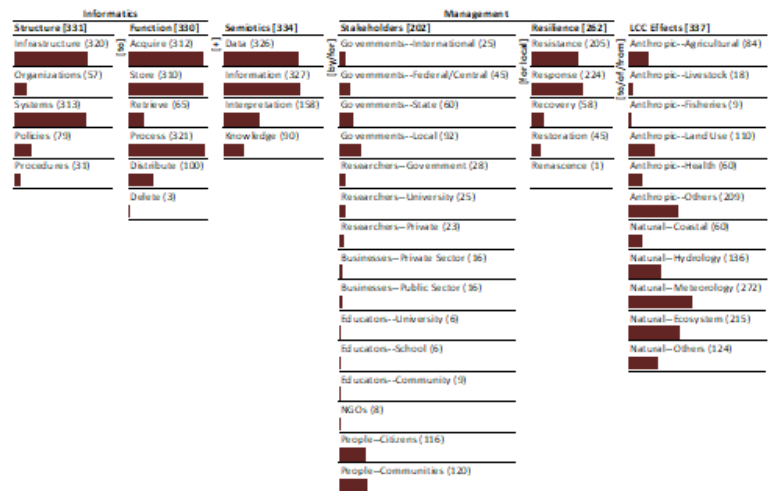 Informatics
Management
Structure [331]
Infrastructure (320)
Organizations (57)
Systems (313)
Policies (79)
Procedures (31)
[to]
Function [330]
Acquire (312)
Store (310)
Retrieve (65)
Process (321)
Distribute (100)
Delete (3)
[+]
Semiotics [334]
Data (326)
Information (327)
Interpretation (158)
Knowledge (90)
[by/for]
Stakeholders [202]
Governments--International (25)
Governments--Federal/Central (45)
Governments--State (60)
Governments--Local (92)
Researchers--Government (28)
Researchers--University (25)
Researchers--Private (23)
Businesses--Private Sector (16)
Businesses--Public Sector (16)
Educators--University (6)
Educators--School (6)
Educators--Community (9)
NGOs (8)
People--Citizens (116)
People--Communities (120)
[for local]
Resilience [262]
Resistance (205)
Response (224)
Recovery (58)
Restoration (45)
Renascence (1)
[to/of/from]
LCC Effects [337]
Anthropic--Agricultural (84)
Anthropic--Livestock (18)
Anthropic--Fisheries (9)
Anthropic--Land Use (110)
Anthropic--Health (60)
Anthropic--Others (209)
Natural--Coastal (60)
Natural--Hydrology (136)
Natural--Meteorology (272)
Natural--Ecosystem (215)
Natural--Others (124)